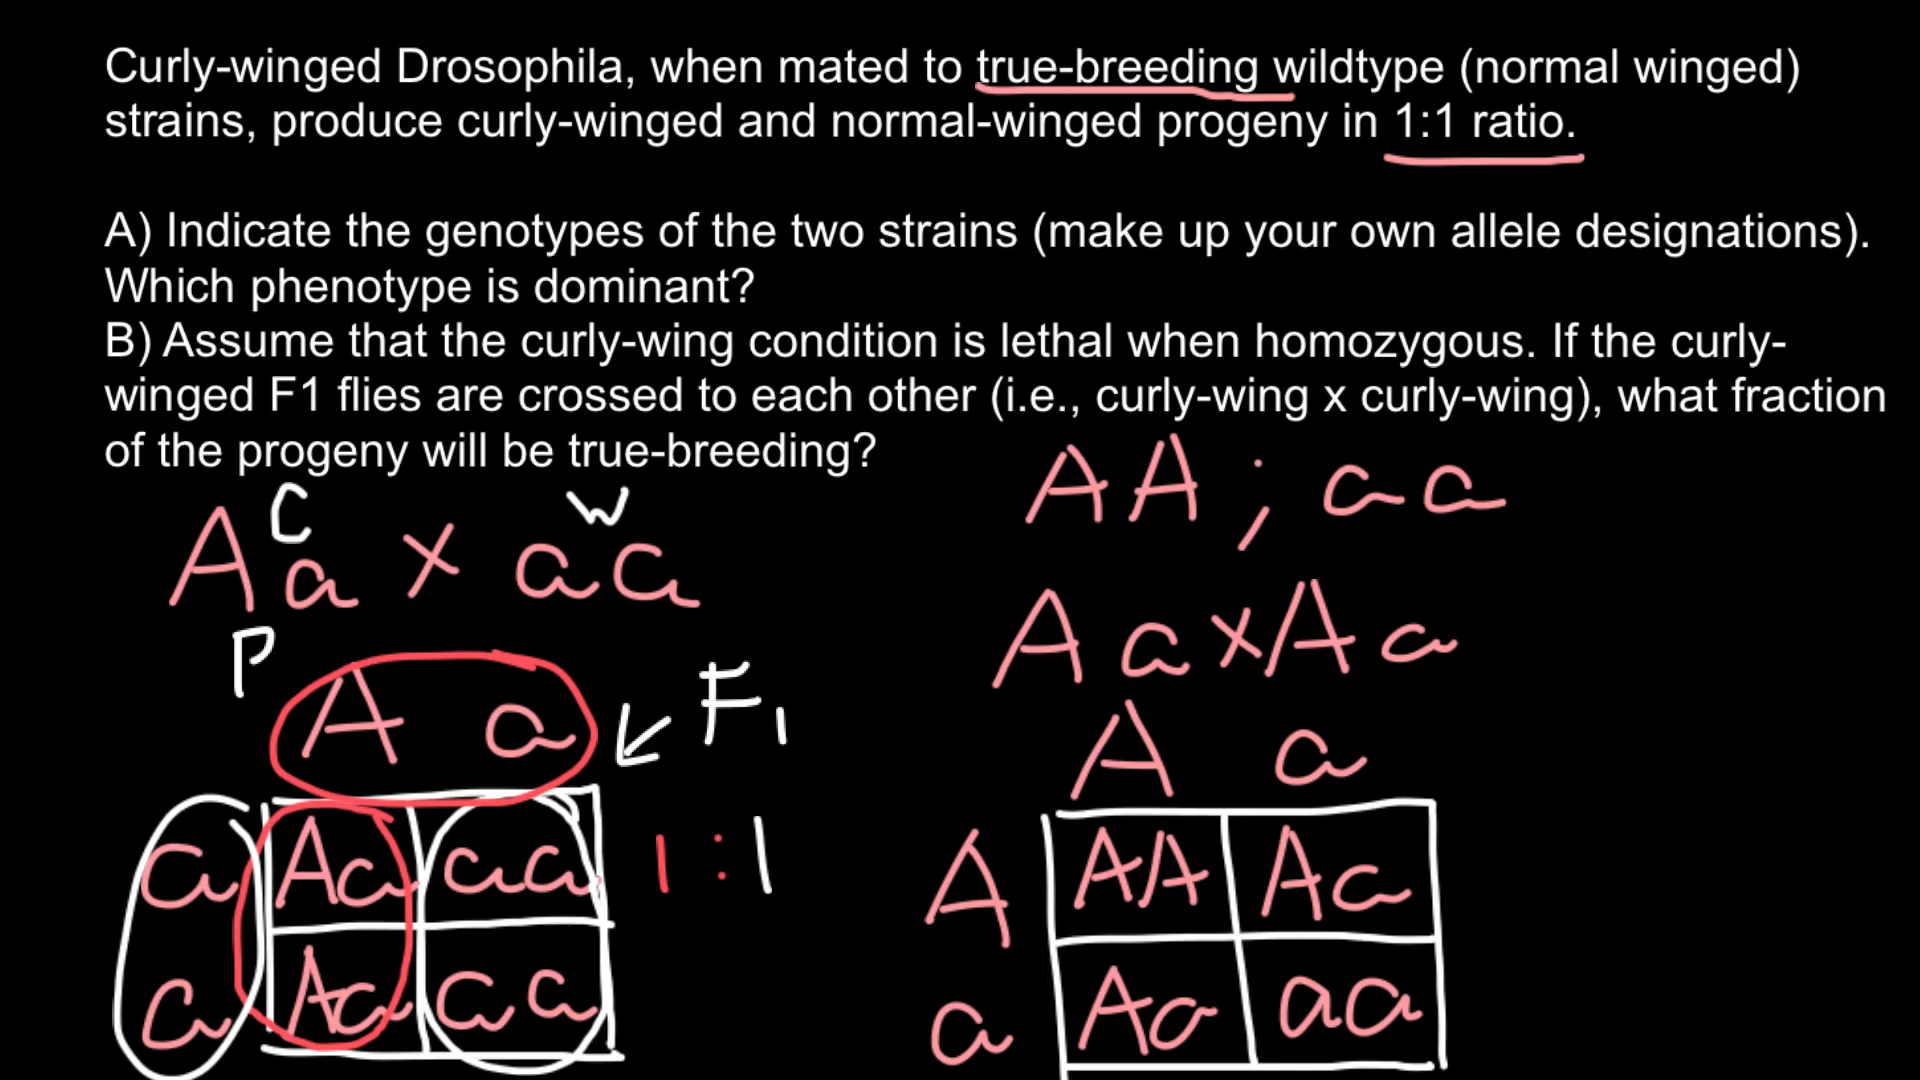 Curly-winged Drosophila, when mated to true-breeding wildtype (normal winged)
strains, produce curly-winged and normal-winged progeny in 1:1 ratio.
A) Indicate the genotypes of the two strains (make up your own allele designations).
Which phenotype is dominant?
B) Assume that the curly-wing condition is lethal when homozygous. If the curly-
winged F1 flies are crossed to each other (i.e., curly-wing x curly-wing), what fraction
of the progeny will be true-breeding?
AA ; aa
C W
Aa x aa
Aa x Aa
P
F1
A a
A a
a Aa aa 1 : 1
A AA Aa
a Aa aa
a Aa aa